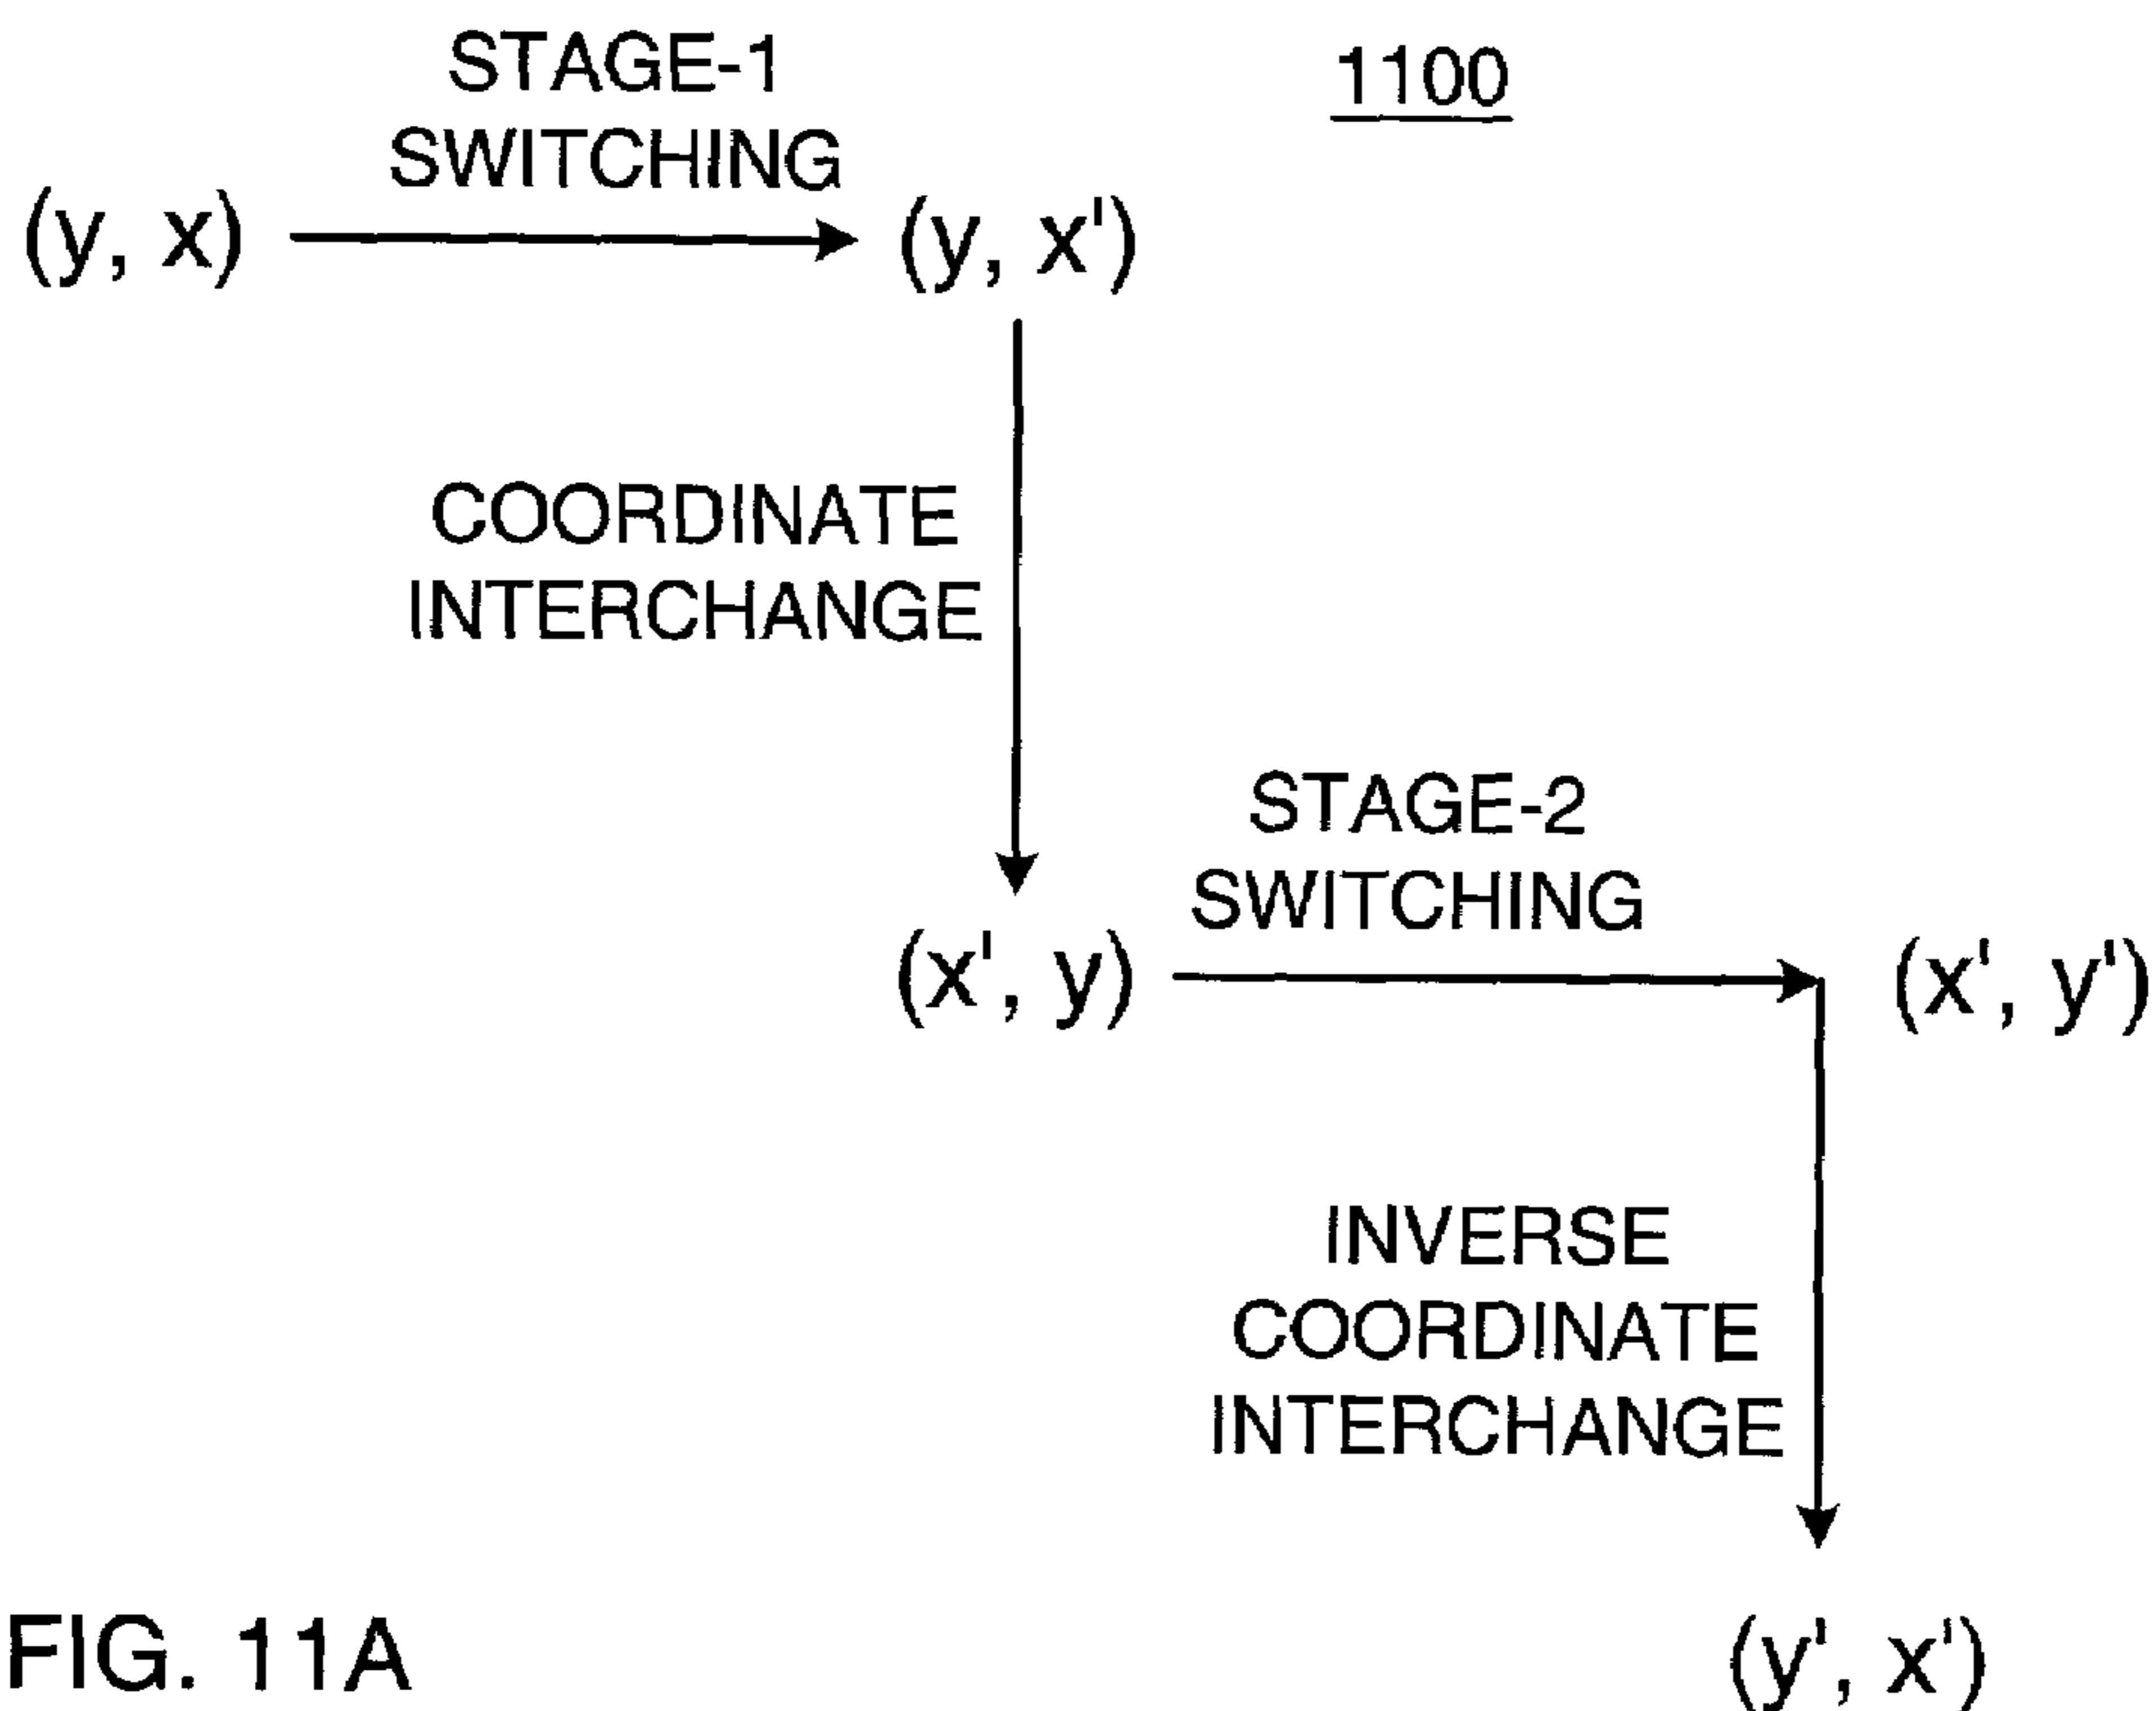 STAGE-1
SWITCHING
1100
(y, x)
(y, x')
COORDINATE
INTERCHANGE
STAGE-2
SWITCHING
(x', y)
(x', y')
INVERSE
COORDINATE
INTERCHANGE
(y', x')
FIG. 11A